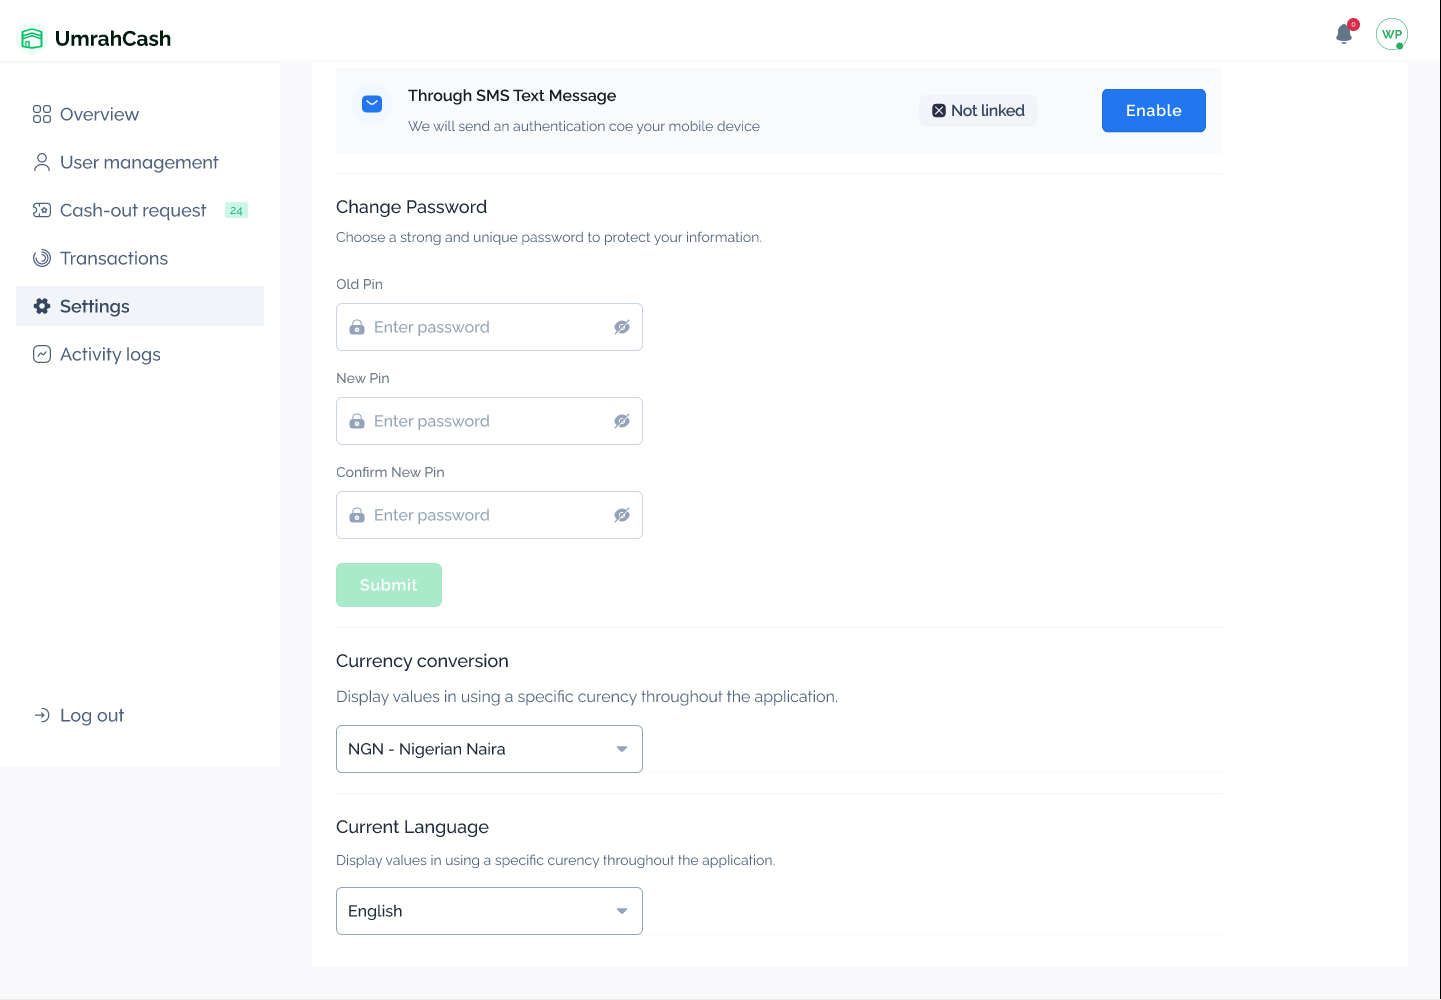 UmrahCash
0
WP
Overview
User management
Cash-out request 24
Transactions
Settings
Activity logs
Log out
Through SMS Text Message
We will send an authentication coe your mobile device
Not linked
Enable
Change Password
Choose a strong and unique password to protect your information.
Old Pin
Enter password
New Pin
Enter password
Confirm New Pin
Enter password
Submit
Currency conversion
Display values in using a specific curency throughout the application.
NGN - Nigerian Naira
Current Language
Display values in using a specific curency throughout the application.
English